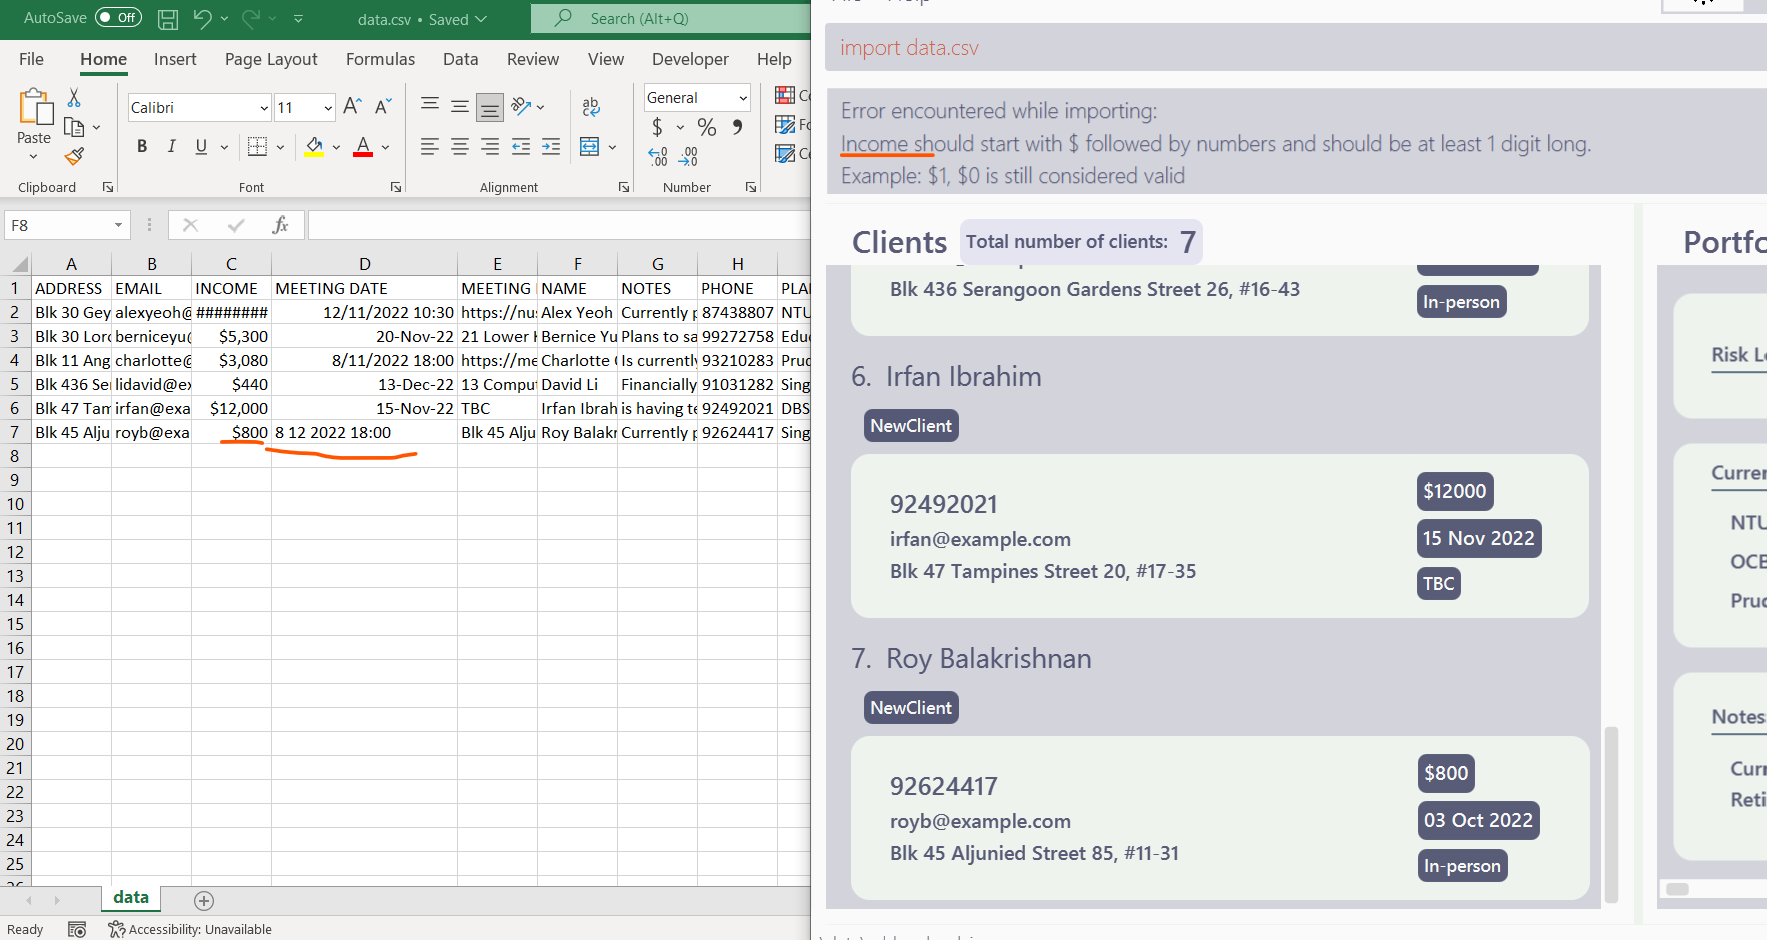 AutoSave Off data.csv • Saved Search (Alt+Q)
File Home Insert Page Layout Formulas Data Review View Developer Help
Paste
Calibri 11
B I U A
ab
General
$ % 9
Clipboard Font Alignment Number
F8 fx
A B C D E F G H
1 ADDRESS EMAIL INCOME MEETING DATE MEETING NAME NOTES PHONE
2 Blk 30 Gey alexyeoh@ ######## 12/11/2022 10:30 https://nus Alex Yeoh Currently p 87438807 NTU
3 Blk 30 Lor berniceyu $5,300 20-Nov-22 21 Lower Bernice Yu Plans to sa 99272758 Edu
4 Blk 11 Ang charlotte@ $3,080 8/11/2022 18:00 https://me Charlotte Is currently 93210283 Pru
5 Blk 436 Se lidavid@ex $440 13-Dec-22 13 Comput David Li Financially 91031282 Sing
6 Blk 47 Tam irfan@exa $12,000 15-Nov-22 TBC Irfan Ibrah is having te 92492021 DBS
7 Blk 45 Alju royb@exa $800 8 12 2022 18:00 Blk 45 Alju Roy Balakr Currently p 92624417 Sing
8
9
10
11
12
13
14
15
16
17
18
19
20
21
22
23
24
25
data
Ready Accessibility: Unavailable
import data.csv
Error encountered while importing:
Income should start with $ followed by numbers and should be at least 1 digit long.
Example: $1, $0 is still considered valid
Clients Total number of clients: 7
Blk 436 Serangoon Gardens Street 26, #16-43
In-person
6. Irfan Ibrahim
NewClient
92492021
irfan@example.com
Blk 47 Tampines Street 20, #17-35
$12000
15 Nov 2022
TBC
7. Roy Balakrishnan
NewClient
92624417
royb@example.com
Blk 45 Aljunied Street 85, #11-31
$800
03 Oct 2022
In-person
Portfo
Risk L
Currer
NTU
OCB
Pruc
Notes
Curr
Reti